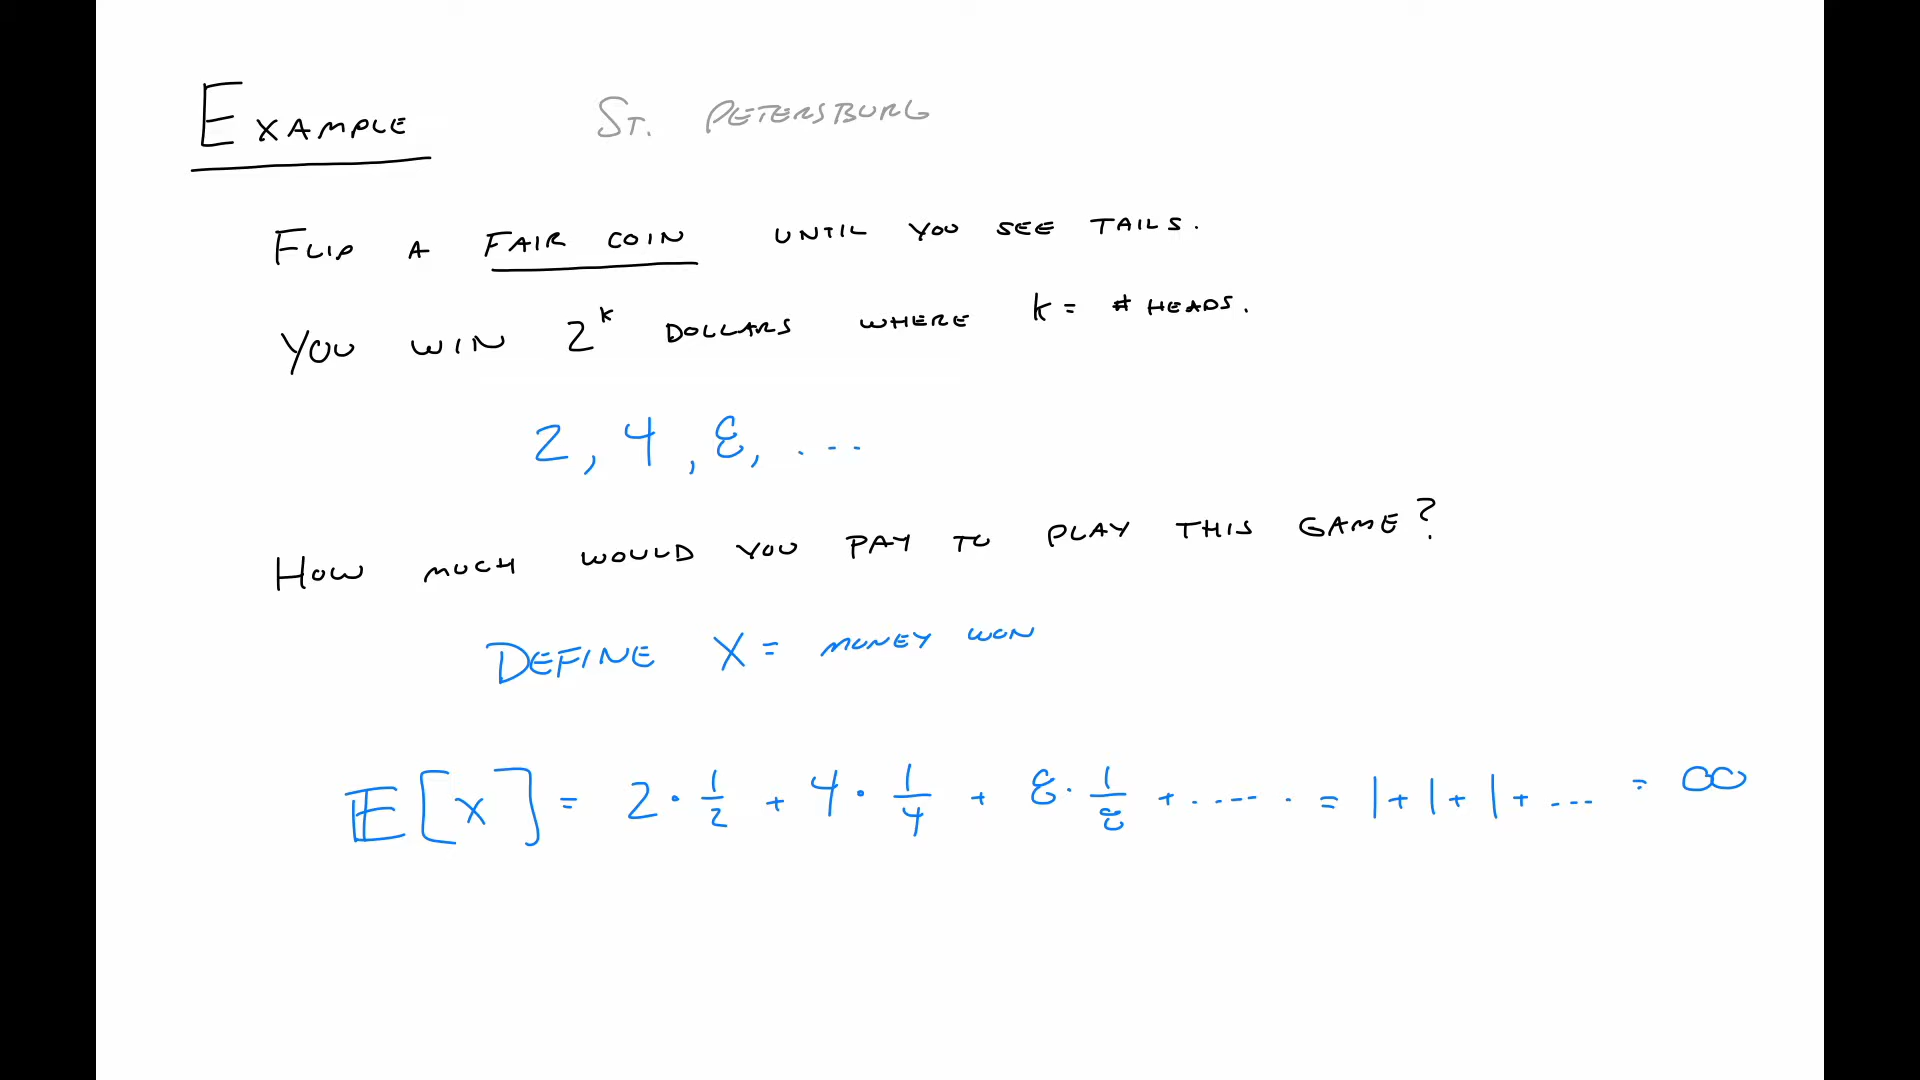 EXAMPLE ST. PETERSBURG
FLIP A FAIR COIN UNTIL YOU SEE TAILS.
YOU WIN 2^k DOLLARS WHERE k = # HEADS.
2, 4, 8, ...
HOW MUCH WOULD YOU PAY TO PLAY THIS GAME?
DEFINE X = MONEY WON
𝔼[X] = 2 · 1/2 + 4 · 1/4 + 8 · 1/8 + ...... = 1 + 1 + 1 + ... = ∞